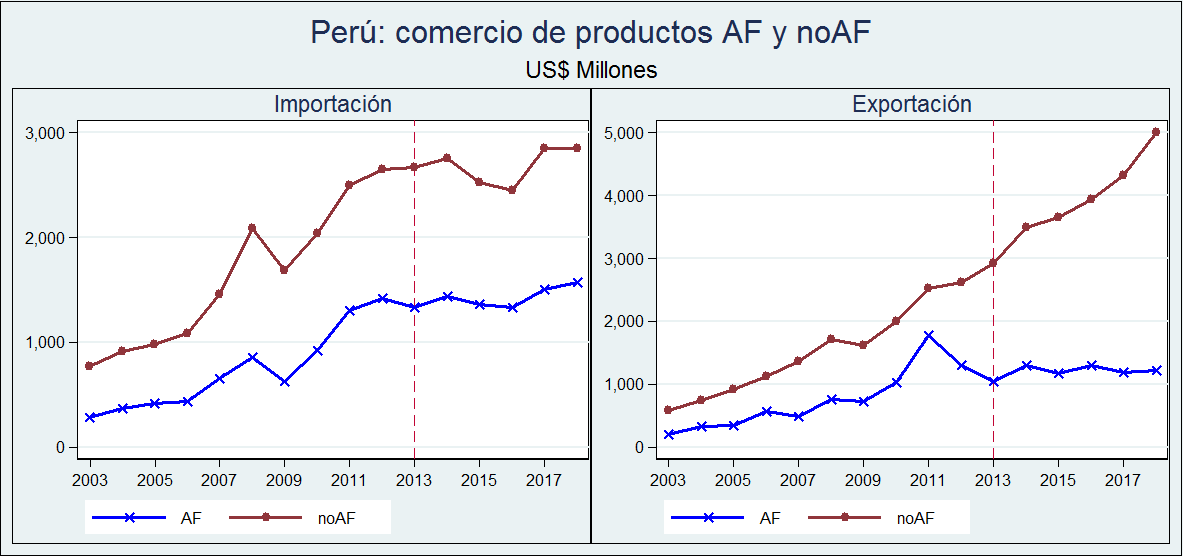 Perú: comercio de productos AF y noAF
US$ Millones
Importación
3,000
2,000
1,000
0
2003 2005 2007 2009 2011 2013 2015 2017
AF noAF
Exportación
5,000
4,000
3,000
2,000
1,000
0
2003 2005 2007 2009 2011 2013 2015 2017
AF noAF